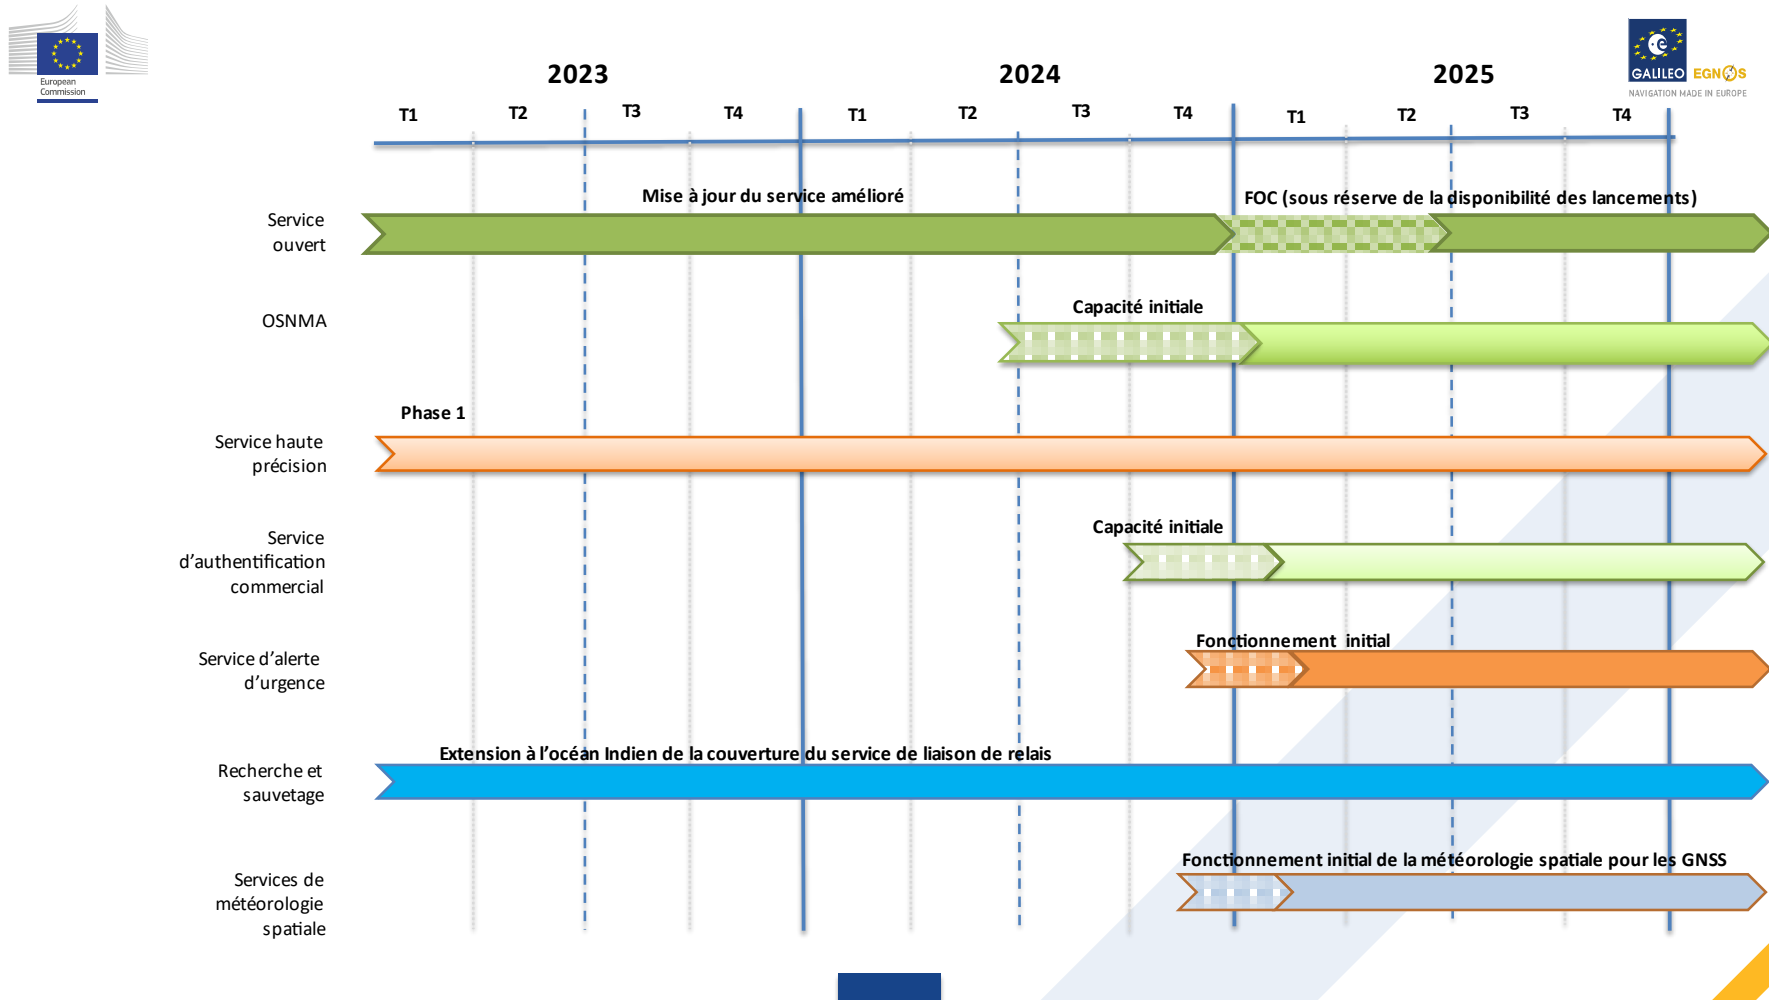 European
Commission
2023
2024
2025
GALILEO
EGNOS
NAVIGATION MADE IN EUROPE
T1
T2
T3
T4
T1
T2
T3
T4
T1
T2
T3
T4
Mise à jour du service amélioré
FOC (sous réserve de la disponibilité des lancements)
Service
ouvert
Capacité initiale
OSNMA
Phase 1
Service haute
précision
Capacité initiale
Service
d’authentification
commercial
Fonctionnement initial
Service d’alerte
d’urgence
Extension à l’océan Indien de la couverture du service de liaison de relais
Recherche et
sauvetage
Fonctionnement initial de la météorologie spatiale pour les GNSS
Services de
météorologie
spatiale